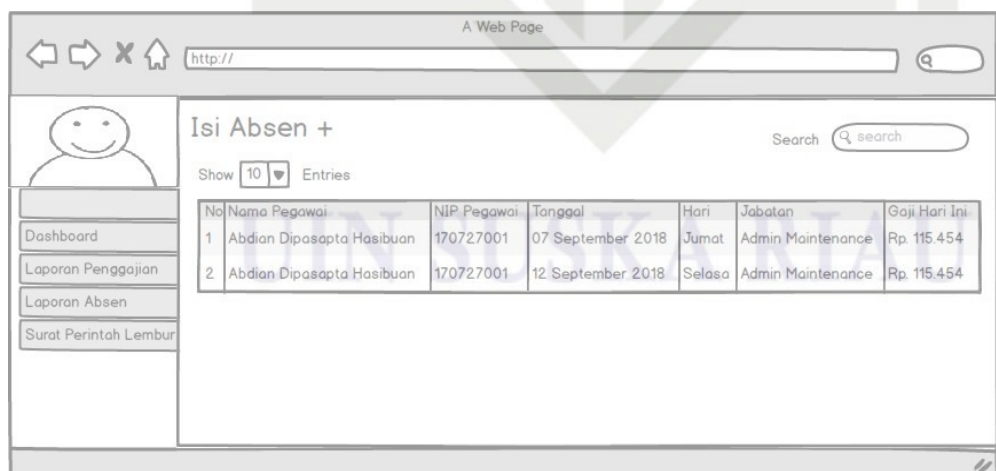 A Web Page
http://
Isi Absen +
Search search
Show 10 Entries
No Nama Pegawai NIP Pegawai Tanggal Hari Jabatan Gaji Hari Ini
1 Abdian Dipasapta Hasibuan 170727001 07 September 2018 Jumat Admin Maintenance Rp. 115.454
2 Abdian Dipasapta Hasibuan 170727001 12 September 2018 Selasa Admin Maintenance Rp. 115.454
Dashboard
Laporan Penggajian
Laporan Absen
Surat Perintah Lembur
UIN SUSKA RIAU